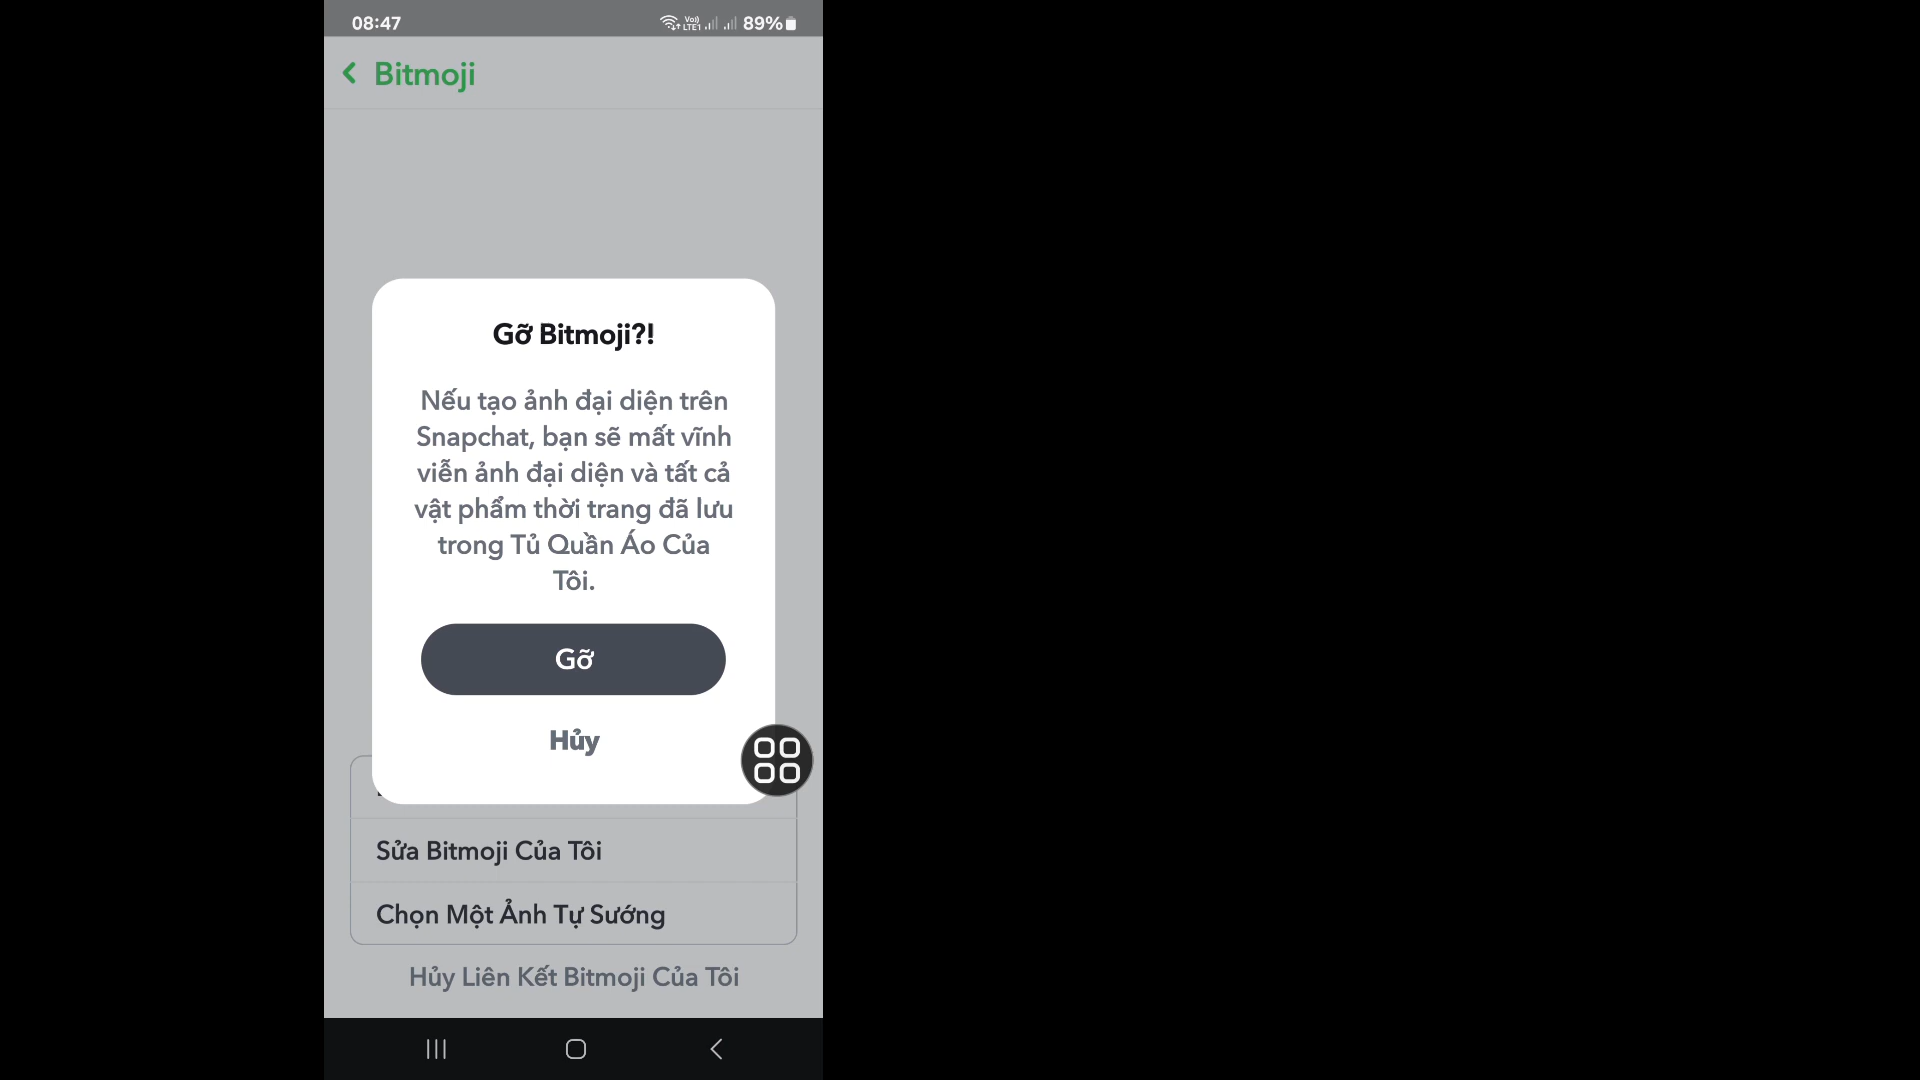 08:47
Vo)) LTE1 89%
Bitmoji
Gỡ Bitmoji?!
Nếu tạo ảnh đại diện trên
Snapchat, bạn sẽ mất vĩnh
viễn ảnh đại diện và tất cả
vật phẩm thời trang đã lưu
trong Tủ Quần Áo Của
Tôi.
Gỡ
Hủy
Sửa Bitmoji Của Tôi
Chọn Một Ảnh Tự Sướng
Hủy Liên Kết Bitmoji Của Tôi